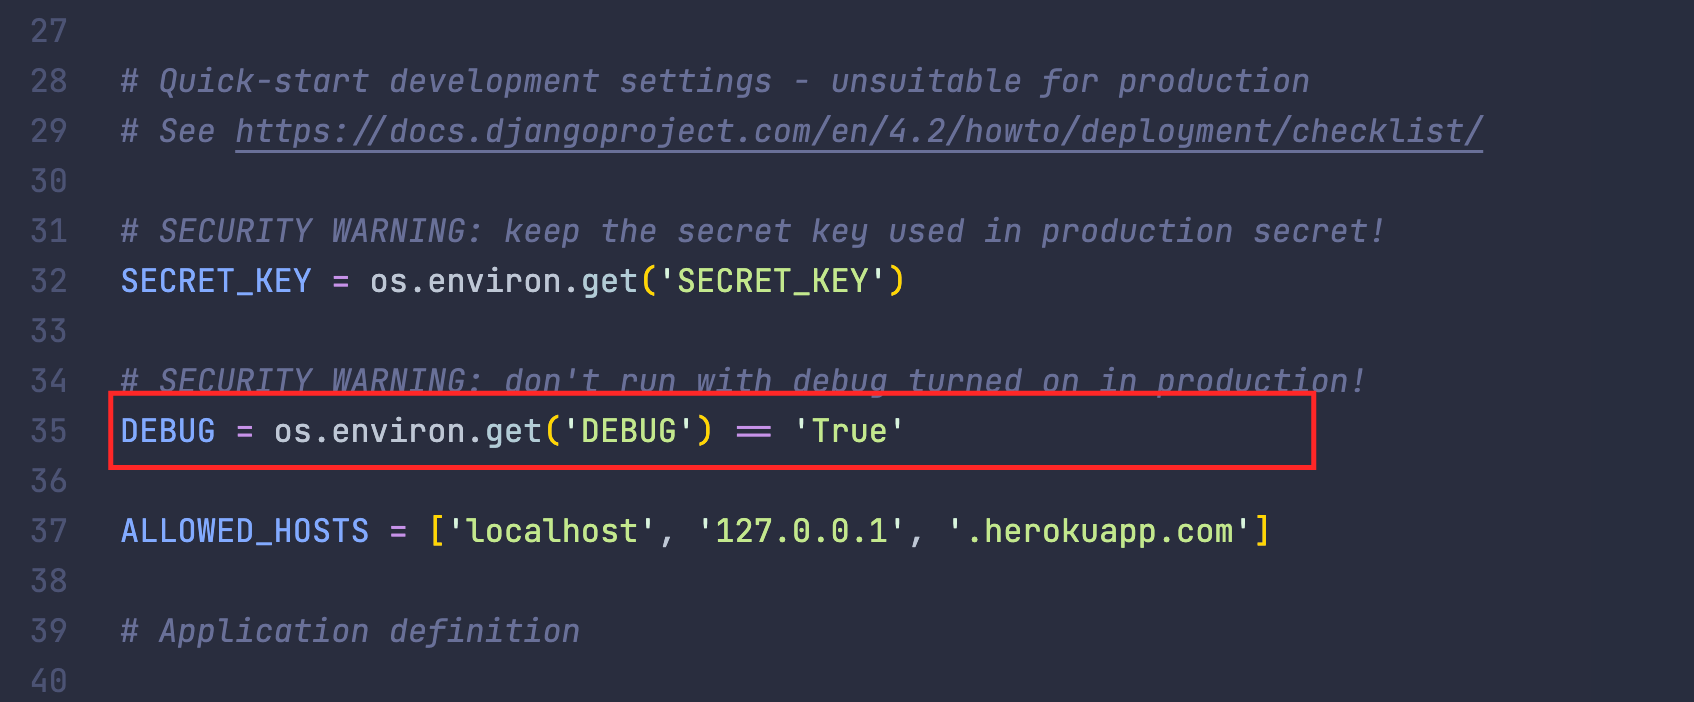 27
28 # Quick-start development settings - unsuitable for production
29 # See https://docs.djangoproject.com/en/4.2/howto/deployment/checklist/
30
31 # SECURITY WARNING: keep the secret key used in production secret!
32 SECRET_KEY = os.environ.get('SECRET_KEY')
33
34 # SECURITY WARNING: don't run with debug turned on in production!
35 DEBUG = os.environ.get('DEBUG') == 'True'
36
37 ALLOWED_HOSTS = ['localhost', '127.0.0.1', '.herokuapp.com']
38
39 # Application definition
40